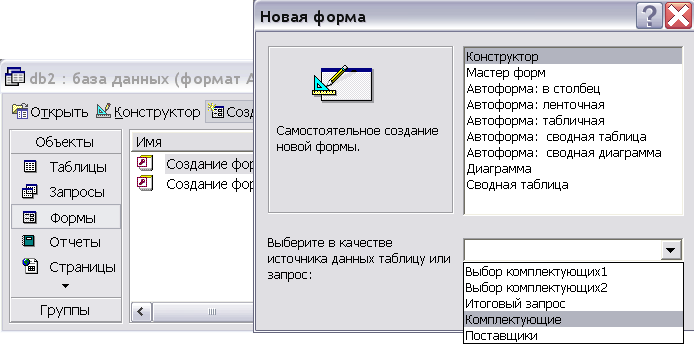 db2 : база данных (формат A
Открыть Конструктор Созд
Объекты
Таблицы
Запросы
Формы
Отчеты
Страницы
Группы
Имя
Создание фор
Создание фор
Новая форма
Самостоятельное создание
новой формы.
Конструктор
Мастер форм
Автоформа: в столбец
Автоформа: ленточная
Автоформа: табличная
Автоформа: сводная таблица
Автоформа: сводная диаграмма
Диаграмма
Сводная таблица
Выберите в качестве
источника данных таблицу или
запрос:
Выбор комплектующих1
Выбор комплектующих2
Итоговый запрос
Комплектующие
Поставщики